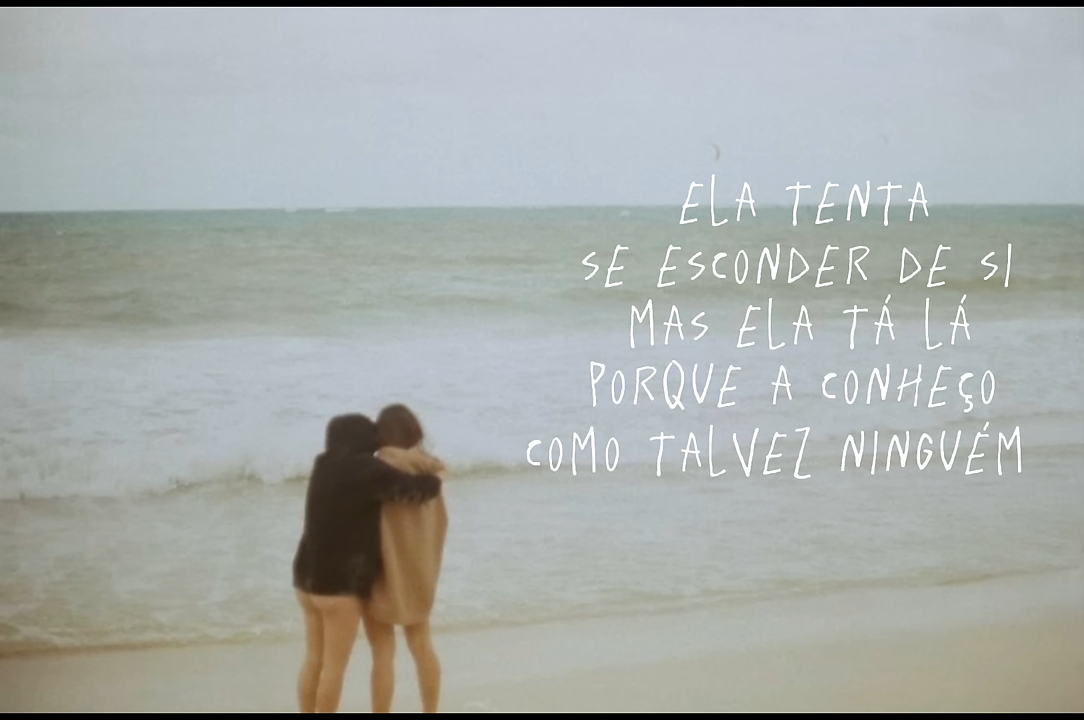 ELA TENTA
SE ESCONDER DE SI
MAS ELA TÁ LÁ
PORQUE A CONHEÇO
COMO TALVEZ NINGUÉM